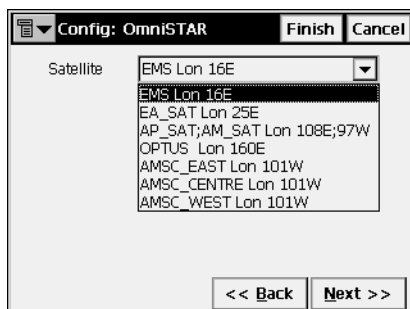 Config: OmniSTAR Finish Cancel
Satellite EMS Lon 16E
EMS Lon 16E
EA_SAT Lon 25E
AP_SAT;AM_SAT Lon 108E;97W
OPTUS Lon 160E
AMSC_EAST Lon 101W
AMSC_CENTRE Lon 101W
AMSC_WEST Lon 101W
<< Back Next >>